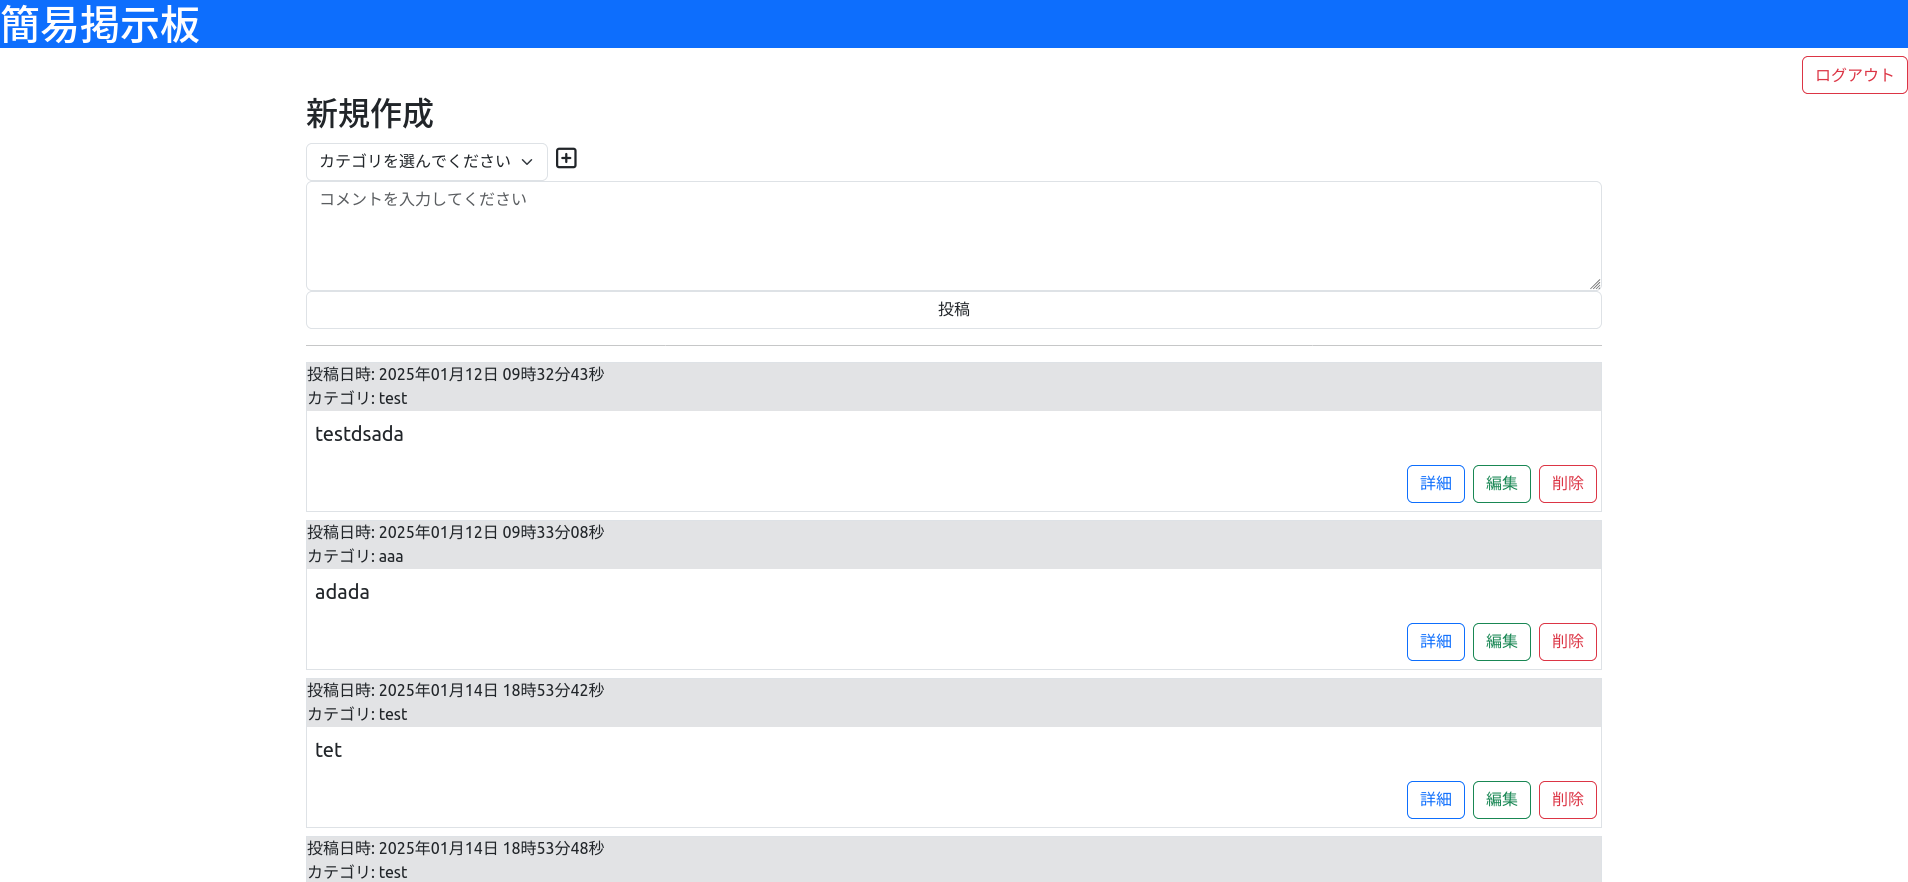 簡易掲示板
ログアウト
新規作成
カテゴリを選んでください
コメントを入力してください
投稿
投稿日時: 2025年01月12日 09時32分43秒
カテゴリ: test
testdsada
詳細 編集 削除
投稿日時: 2025年01月12日 09時33分08秒
カテゴリ: aaa
adada
詳細 編集 削除
投稿日時: 2025年01月14日 18時53分42秒
カテゴリ: test
tet
詳細 編集 削除
投稿日時: 2025年01月14日 18時53分48秒
カテゴリ: test